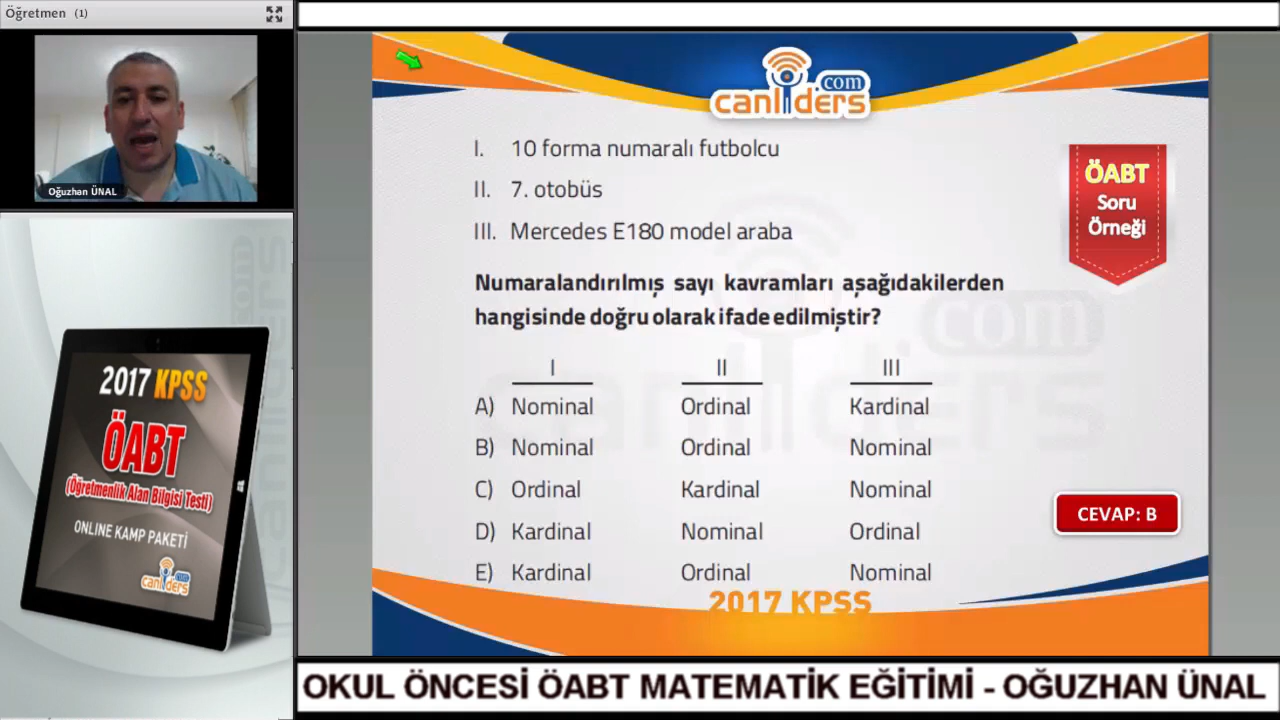 Öğretmen (1)
Oğuzhan ÜNAL
2017 KPSS
ÖABT
(Öğretmenlik Alan Bilgisi Testi)
ONLINE KAMP PAKETİ
canlıders
com
canlıders
com
I. 10 forma numaralı futbolcu
II. 7. otobüs
III. Mercedes E180 model araba
ÖABT
Soru
Örneği
Numaralandırılmış sayı kavramları aşağıdakilerden
hangisinde doğru olarak ifade edilmiştir?
I II III
A) Nominal Ordinal Kardinal
B) Nominal Ordinal Nominal
C) Ordinal Kardinal Nominal
D) Kardinal Nominal Ordinal
E) Kardinal Ordinal Nominal
CEVAP: B
2017 KPSS
OKUL ÖNCESİ ÖABT MATEMATİK EĞİTİMİ - OĞUZHAN ÜNAL